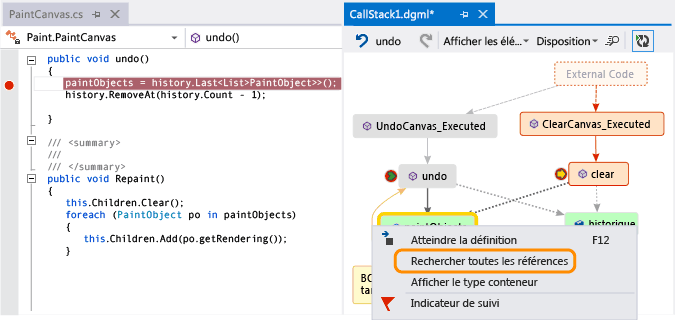 PaintCanvas.cs
CallStack1.dgml*
Paint.PaintCanvas
undo()
undo
Afficher les élé...
Disposition
public void undo()
{
paintObjects = history.Last<List>PaintObject>>();
history.RemoveAt(history.Count - 1);
}
/// <summary>
///
/// </summary>
public void Repaint()
{
this.Children.Clear();
foreach (PaintObject po in paintObjects)
{
this.Children.Add(po.getRendering());
}
External Code
UndoCanvas_Executed
ClearCanvas_Executed
undo
clear
historique
Atteindre la définition F12
Rechercher toutes les références
Afficher le type conteneur
Indicateur de suivi